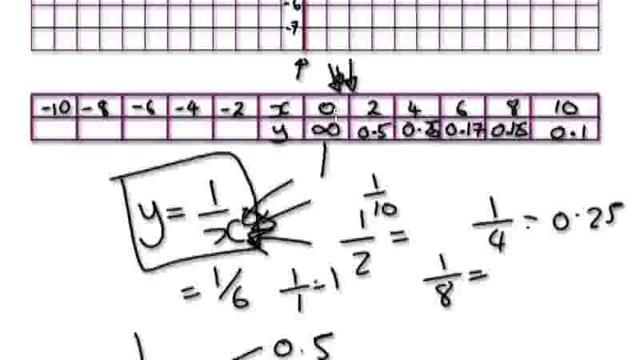 -6
-7
-10 -8 -6 -4 -2 x 0 2 4 6 8 10
y ∞ 0.5 0.17 0.1
y = 1/x
1/10
1/2 =
1/4 = 0.25
= 1/6
1/1 = 1
1/8 =
0.5